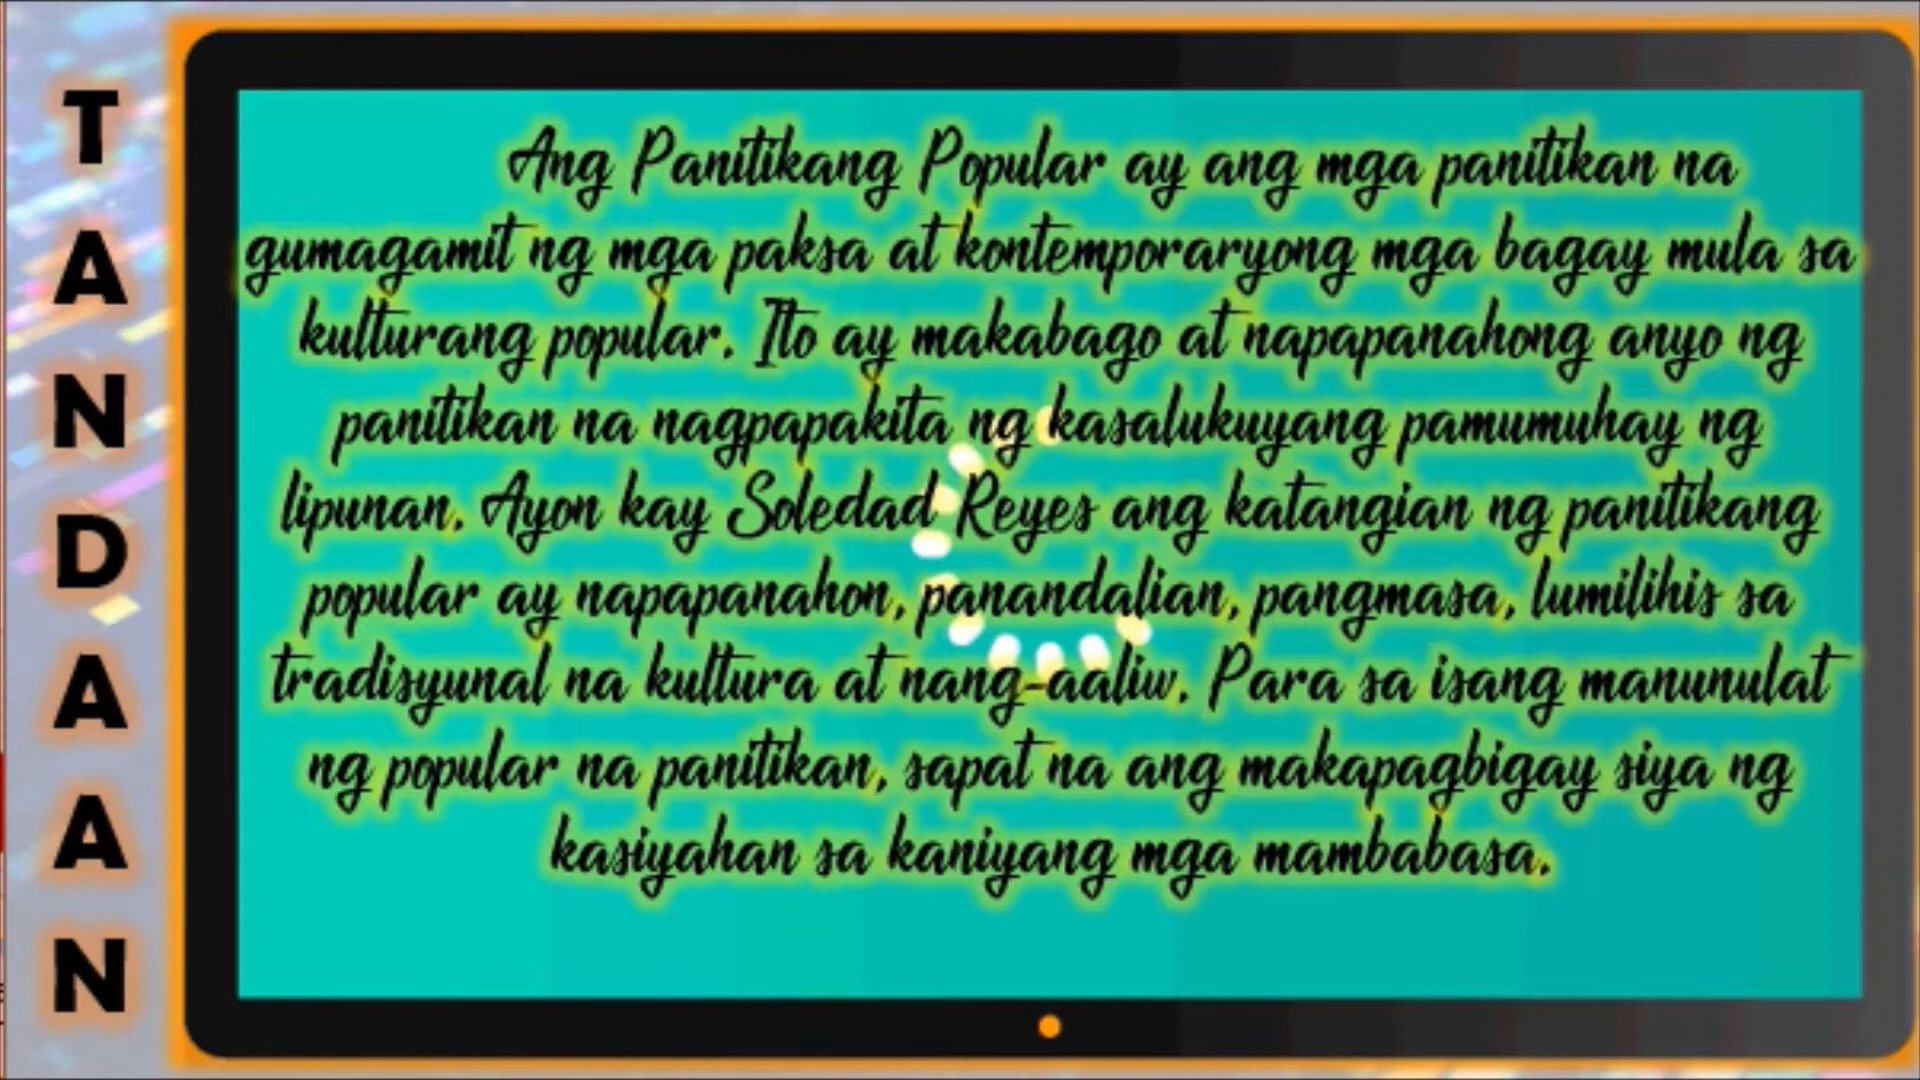 TANDAAN
Ang Panitikang Popular ay ang mga panitikan na
gumagamit ng mga paksa at kontemporaryong mga bagay mula sa
kulturang popular. Ito ay makabago at napapanahong anyo ng
panitikan na nagpapakita ng kasalukuyang pamumuhay ng
lipunan. Ayon kay Soledad Reyes ang katangian ng panitikang
popular ay napapanahon, panandalian, pangmasa, lumilihis sa
tradisyunal na kultura at nang-aaliw. Para sa isang manunulat
ng popular na panitikan, sapat na ang makapagbigay siya ng
kasiyahan sa kaniyang mga mambabasa.